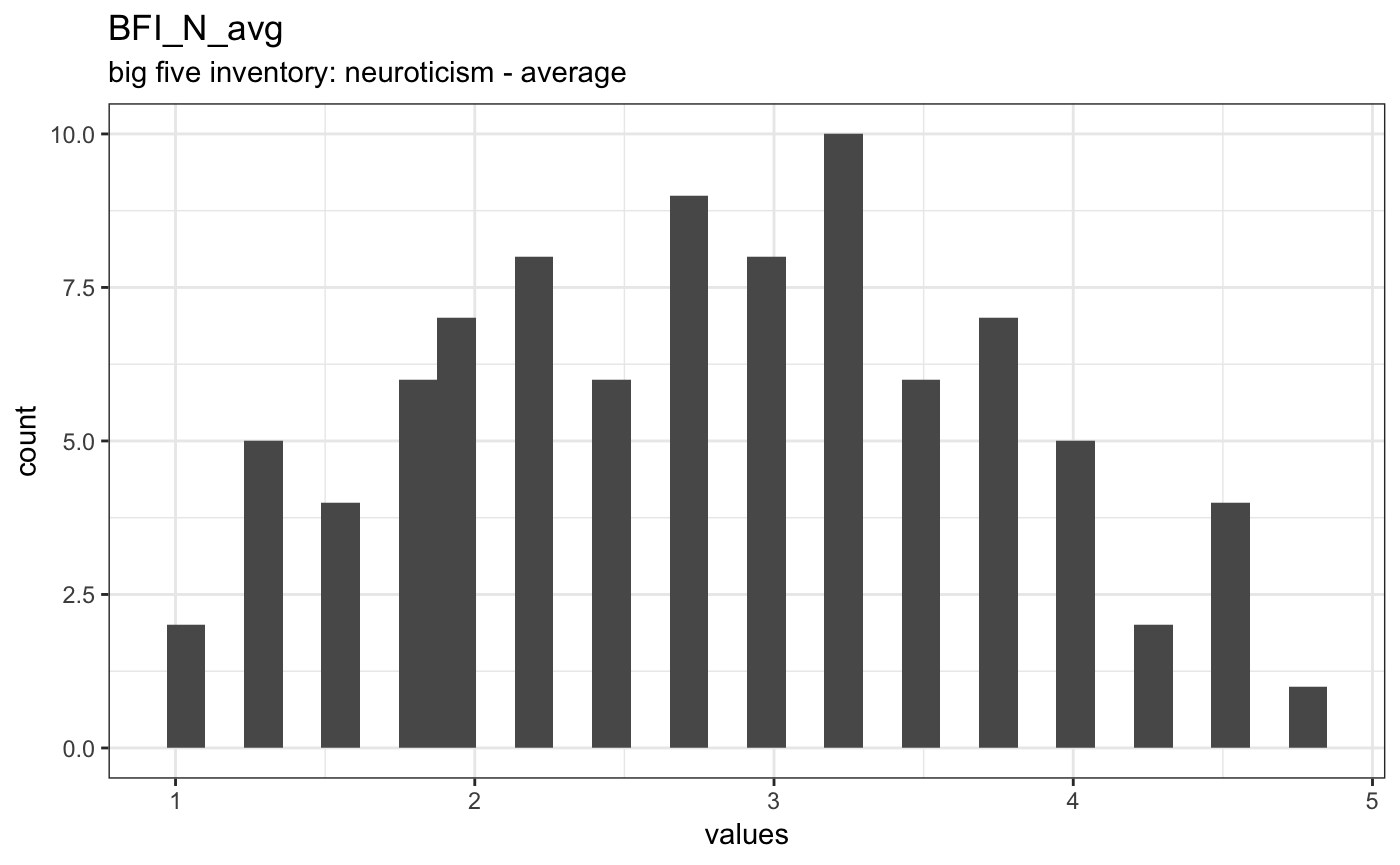 BFI_N_avg
big five inventory: neuroticism - average
10.0
7.5
5.0
2.5
0.0
count
1 2 3 4 5
values